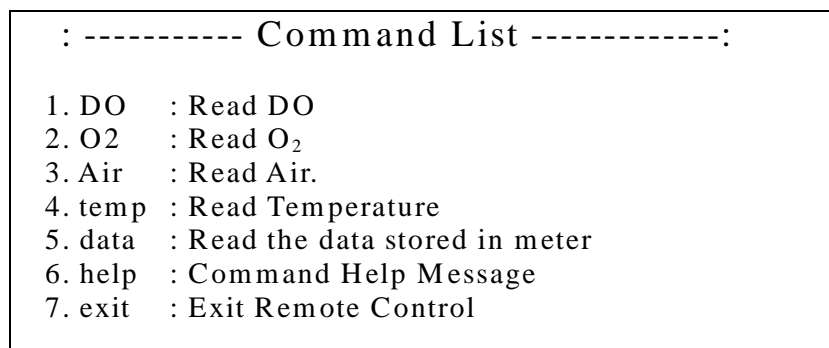 : ----------- Command List -------------:
1. DO : Read DO
2. O2 : Read O₂
3. Air : Read Air.
4. temp : Read Temperature
5. data : Read the data stored in meter
6. help : Command Help Message
7. exit : Exit Remote Control